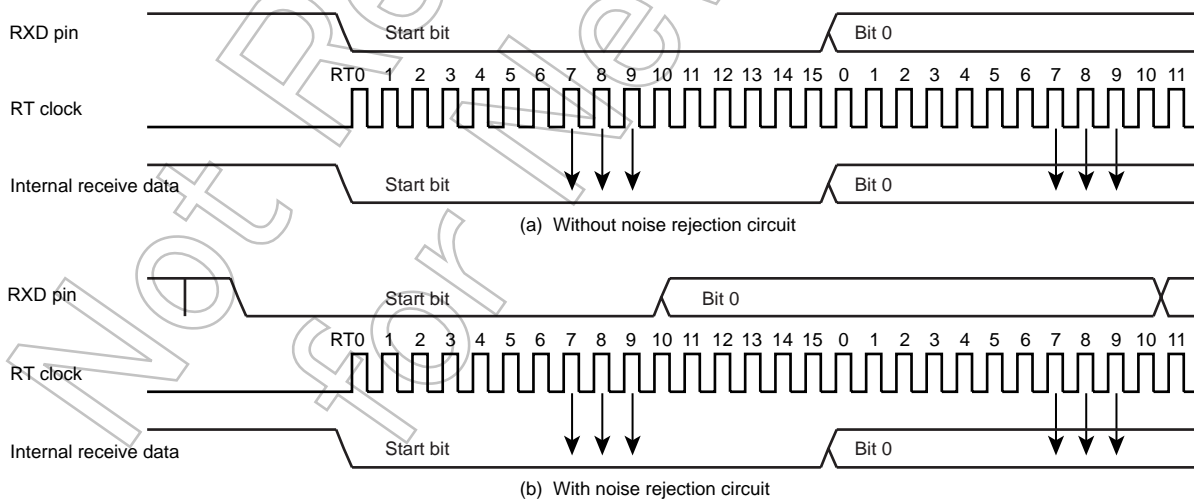 RXD pin Start bit Bit 0
RT0 1 2 3 4 5 6 7 8 9 10 11 12 13 14 15 0 1 2 3 4 5 6 7 8 9 10 11
RT clock
Internal receive data Start bit Bit 0
(a) Without noise rejection circuit
RXD pin Start bit Bit 0
RT0 1 2 3 4 5 6 7 8 9 10 11 12 13 14 15 0 1 2 3 4 5 6 7 8 9 10 11
RT clock
Internal receive data Start bit Bit 0
(b) With noise rejection circuit
Not R
for Ne